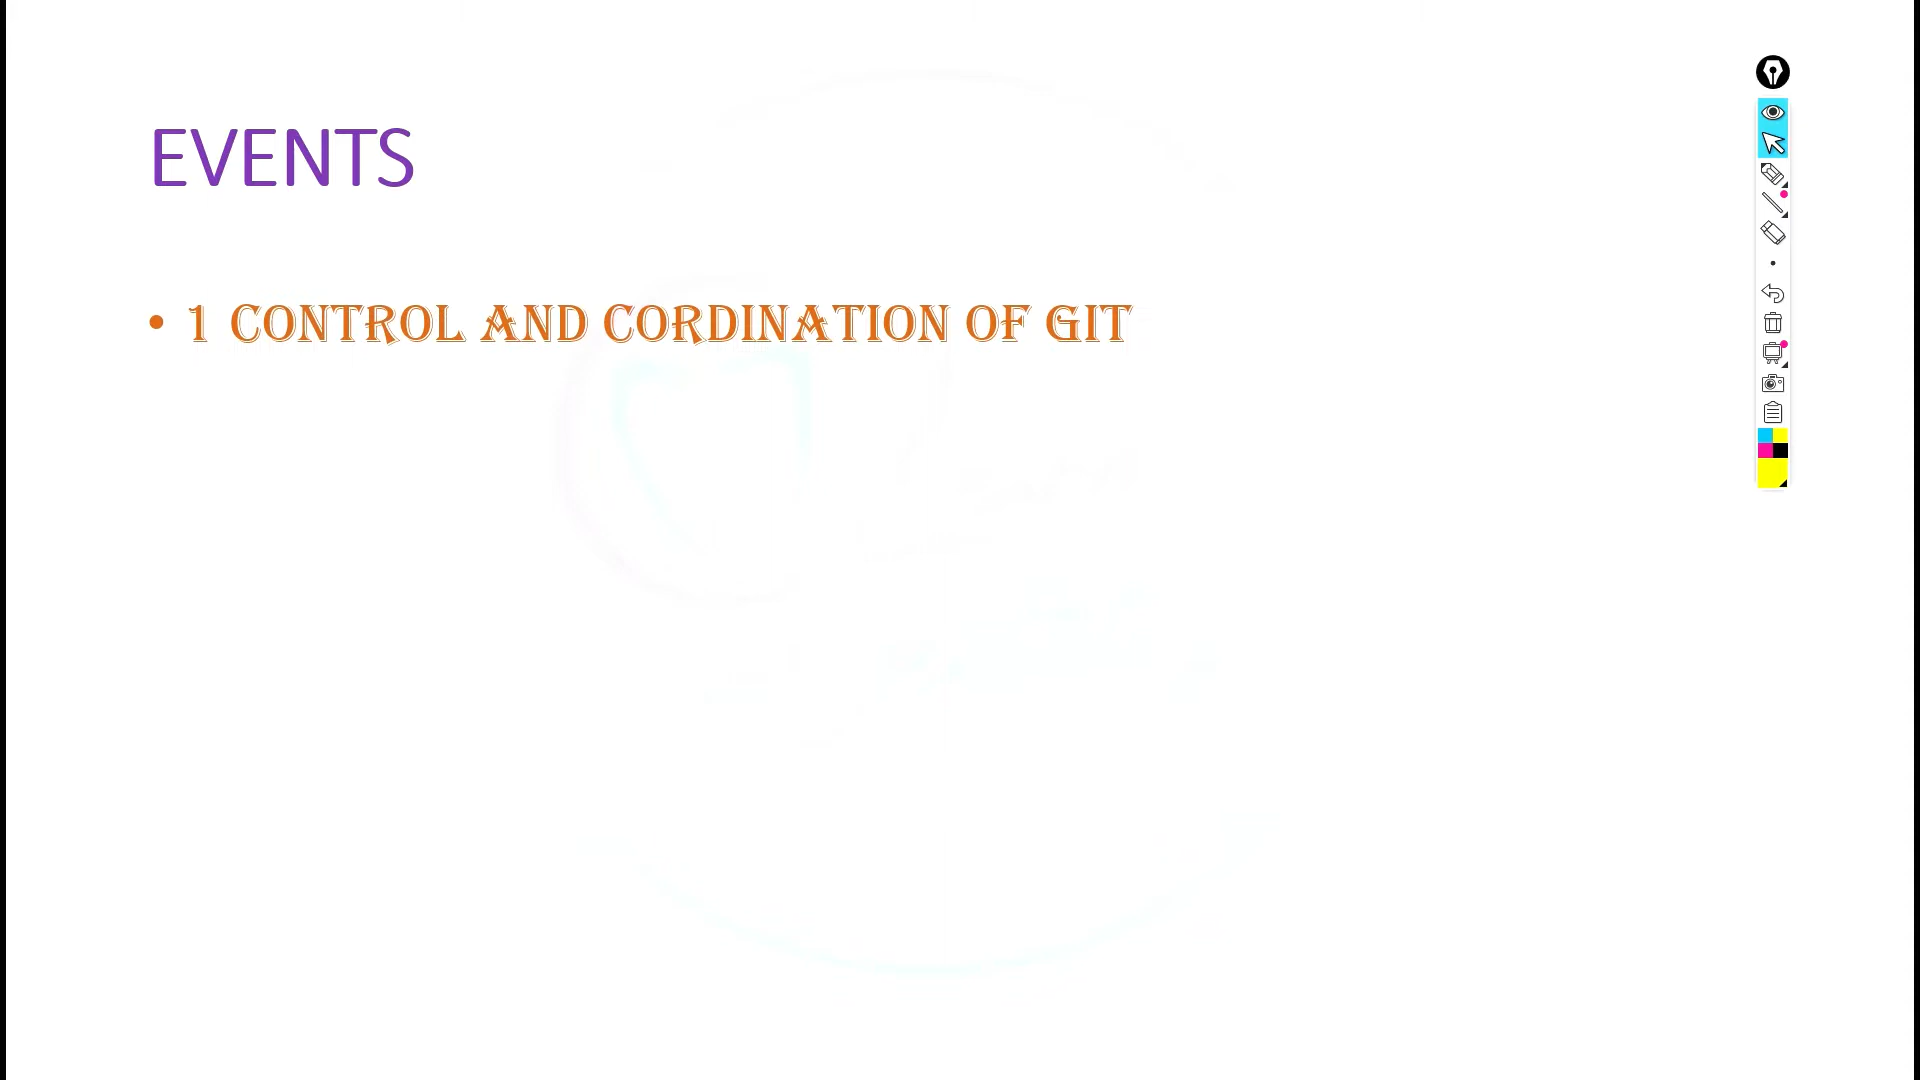 EVENTS
• 1 CONTROL AND CORDINATION OF GIT